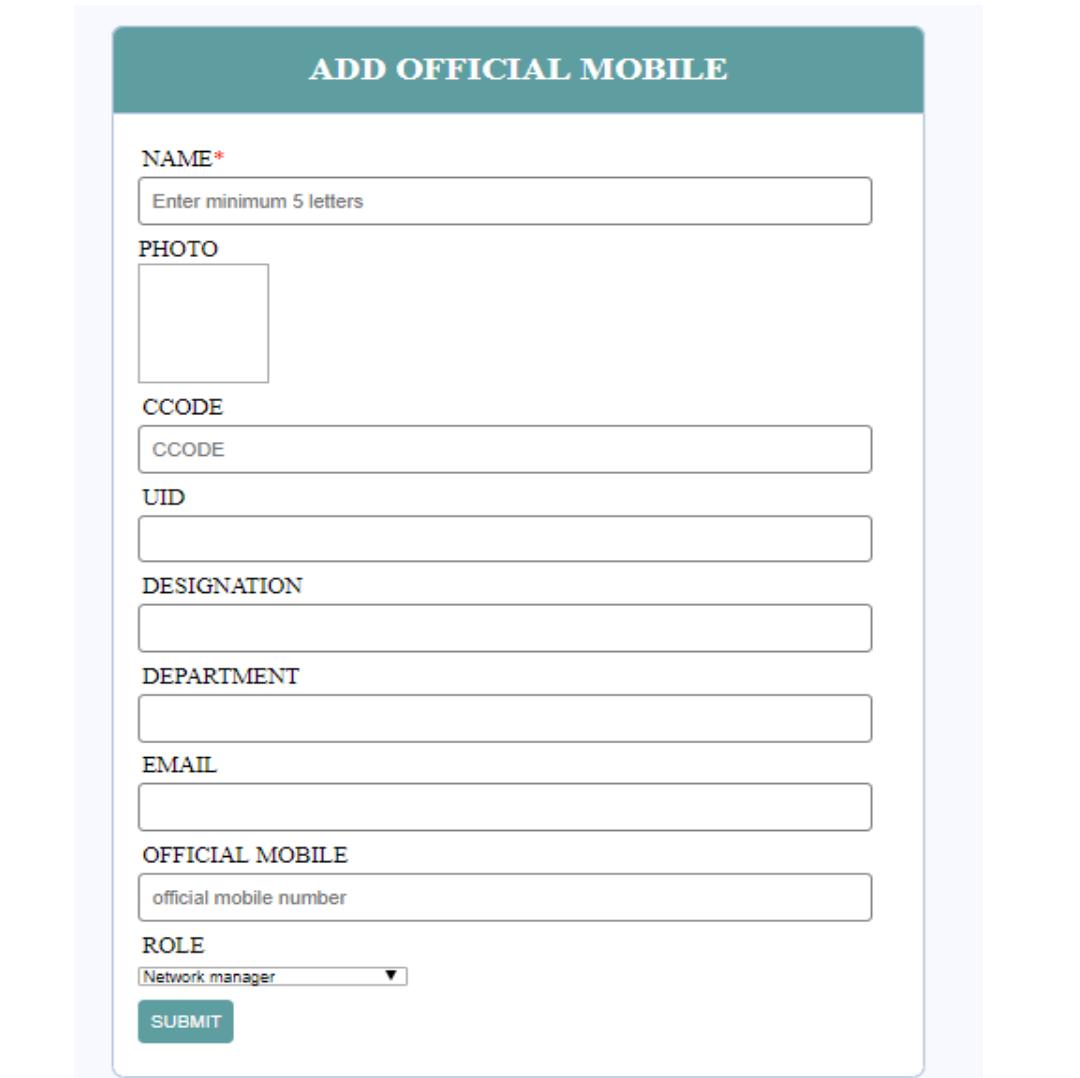 ADD OFFICIAL MOBILE
NAME*
Enter minimum 5 letters
PHOTO
CCODE
CCODE
UID
DESIGNATION
DEPARTMENT
EMAIL
OFFICIAL MOBILE
official mobile number
ROLE
Network manager
SUBMIT